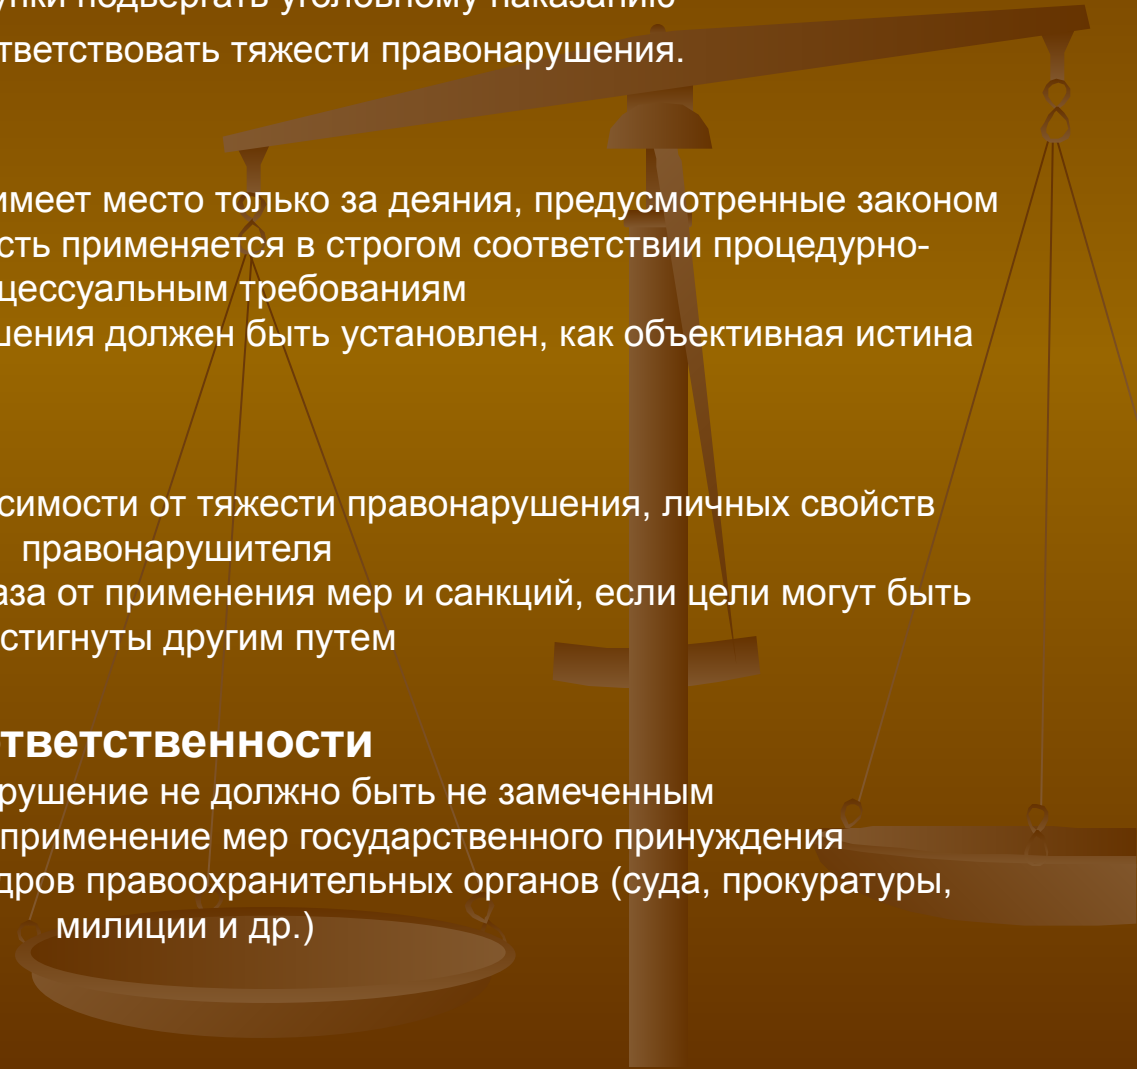 подвергать уголовному наказанию
тветствовать тяжести правонарушения.
имеет место только за деяния, предусмотренные законом
сть применяется в строгом соответствии процедурно-
цессуальным требованиям
шения должен быть установлен, как объективная истина
симости от тяжести правонарушения, личных свойств
правонарушителя
аза от применения мер и санкций, если цели могут быть
стигнуты другим путем
тветственности
рушение не должно быть не замеченным
применение мер государственного принуждения
дров правоохранительных органов (суда, прокуратуры,
милиции и др.)